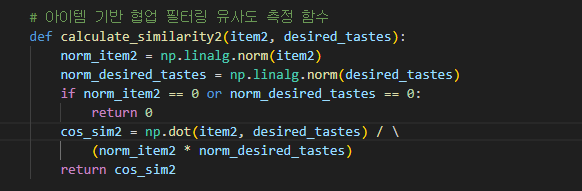 # 아이템 기반 협업 필터링 유사도 측정 함수
def calculate_similarity2(item2, desired_tastes):
    norm_item2 = np.linalg.norm(item2)
    norm_desired_tastes = np.linalg.norm(desired_tastes)
    if norm_item2 == 0 or norm_desired_tastes == 0:
        return 0
    cos_sim2 = np.dot(item2, desired_tastes) / \
        (norm_item2 * norm_desired_tastes)
    return cos_sim2